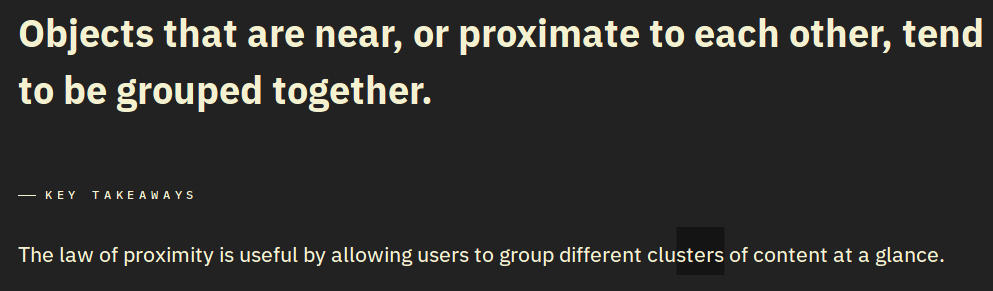 Objects that are near, or proximate to each other, tend
to be grouped together.
— KEY TAKEAWAYS
The law of proximity is useful by allowing users to group different clusters of content at a glance.